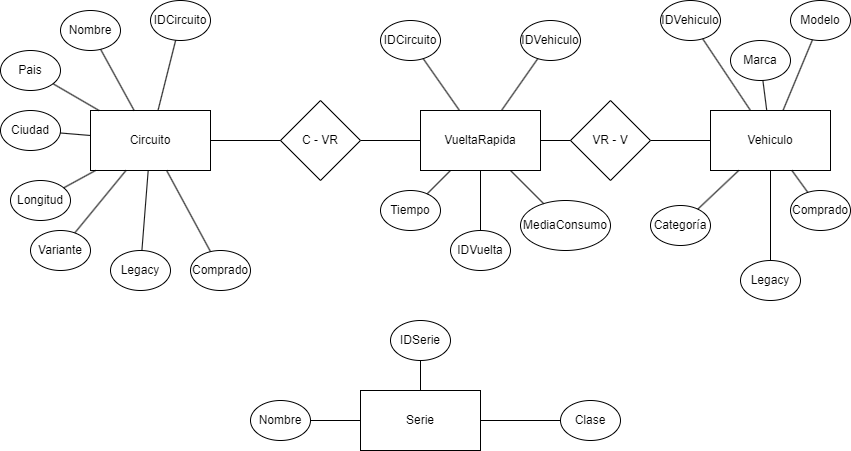 IDCircuito
Nombre
Pais
Ciudad
Longitud
Variante
Legacy
Comprado
Circuito
C - VR
IDCircuito
IDVehiculo
VueltaRapida
Tiempo
IDVuelta
MediaConsumo
VR - V
IDVehiculo
Marca
Modelo
Vehiculo
Categoría
Legacy
Comprado
IDSerie
Nombre
Serie
Clase